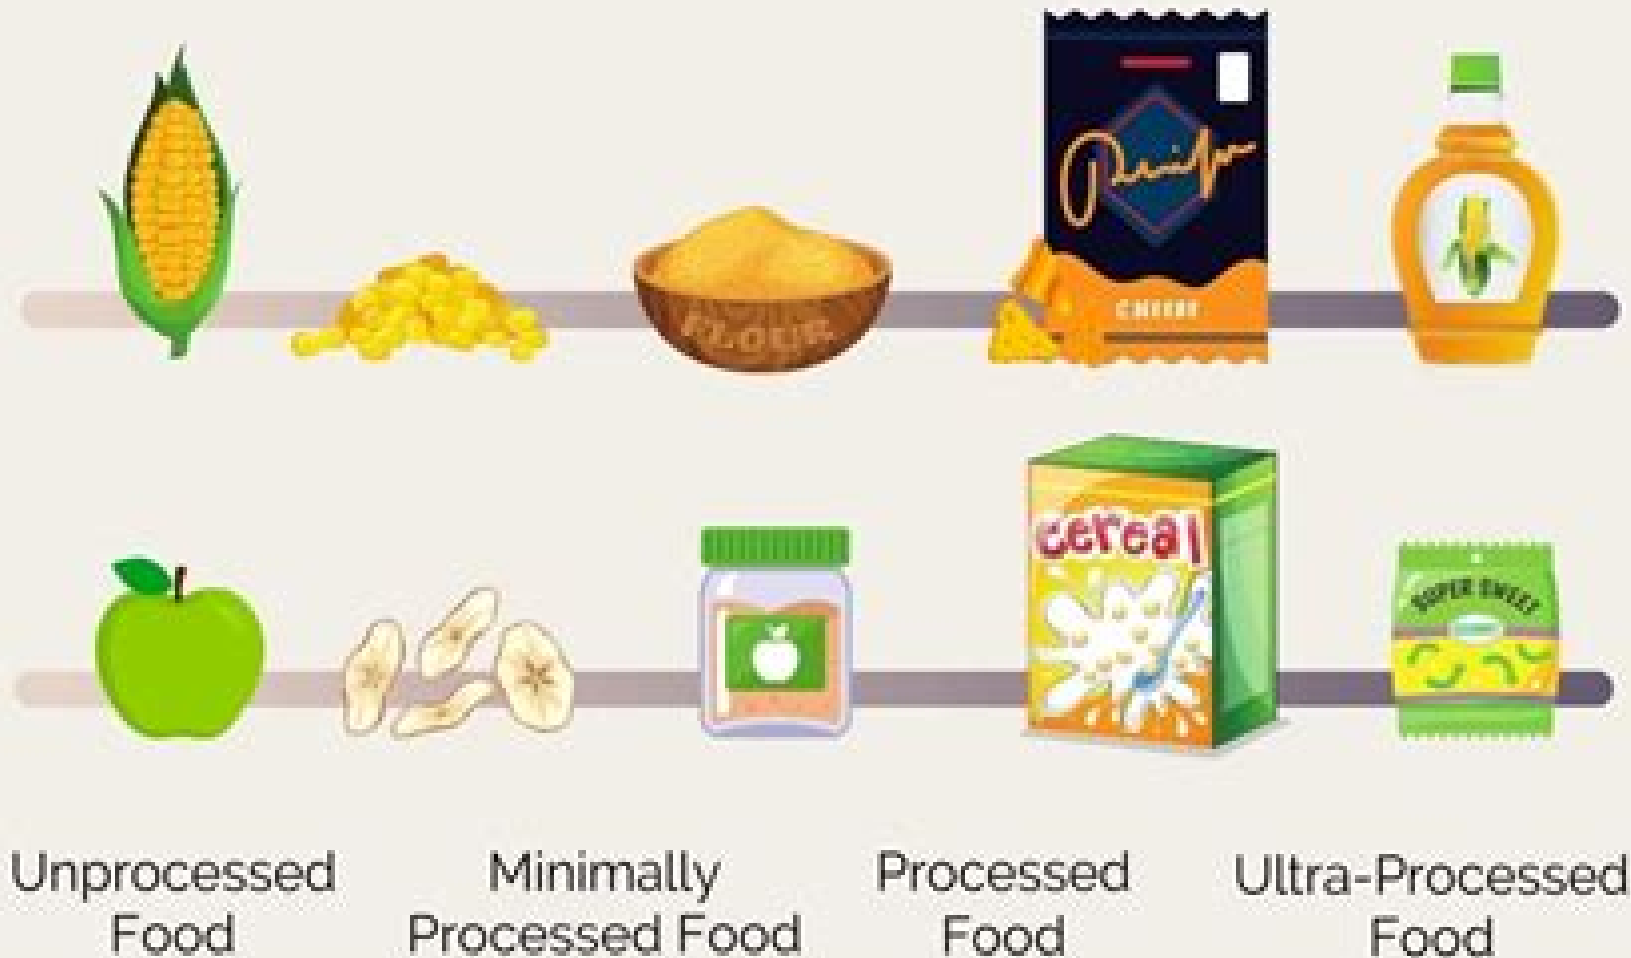 FLOUR
CHEESE
cereal
SUPER SWEET
Unprocessed Food
Minimally Processed Food
Processed Food
Ultra-Processed Food